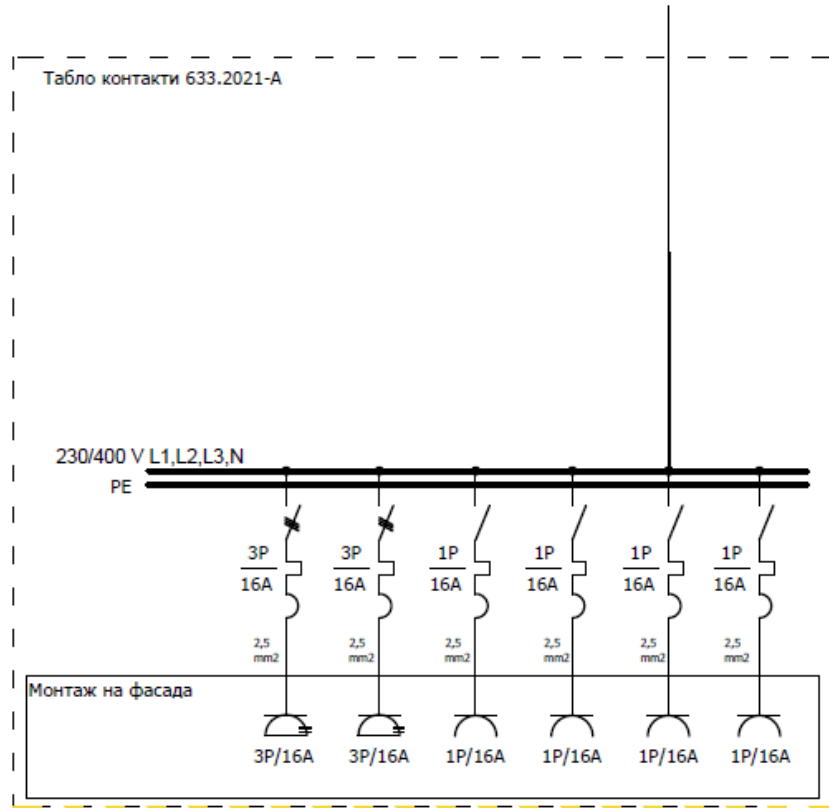 Табло контакти 633.2021-А
230/400 V L1,L2,L3,N
PE
3P 3P 1P 1P 1P 1P
16A 16A 16A 16A 16A 16A
2,5 2,5 2,5 2,5 2,5 2,5
mm2 mm2 mm2 mm2 mm2 mm2
Монтаж на фасада
3P/16A 3P/16A 1P/16A 1P/16A 1P/16A 1P/16A